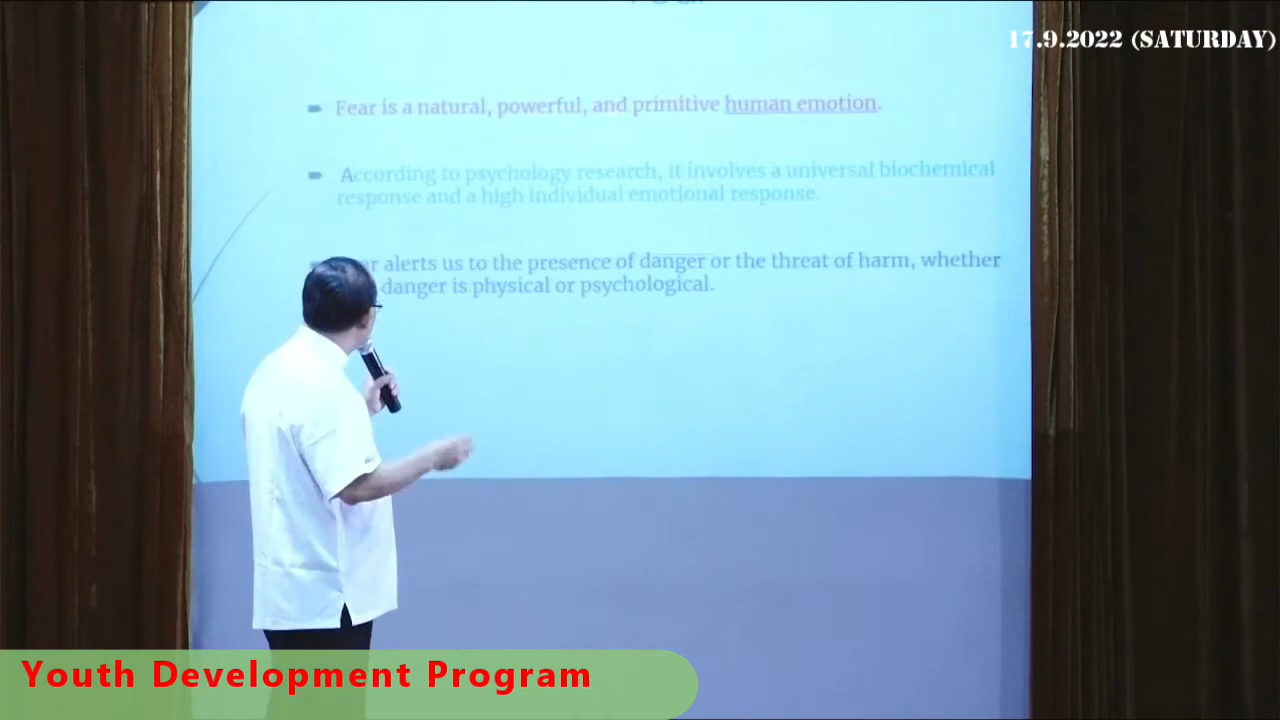 17.9.2022 (SATURDAY)
Fear is a natural, powerful, and primitive human emotion.
According to psychology research, it involves a universal biochemical
response and a high individual emotional response.
alerts us to the presence of danger or the threat of harm, whether
danger is physical or psychological.
Youth Development Program